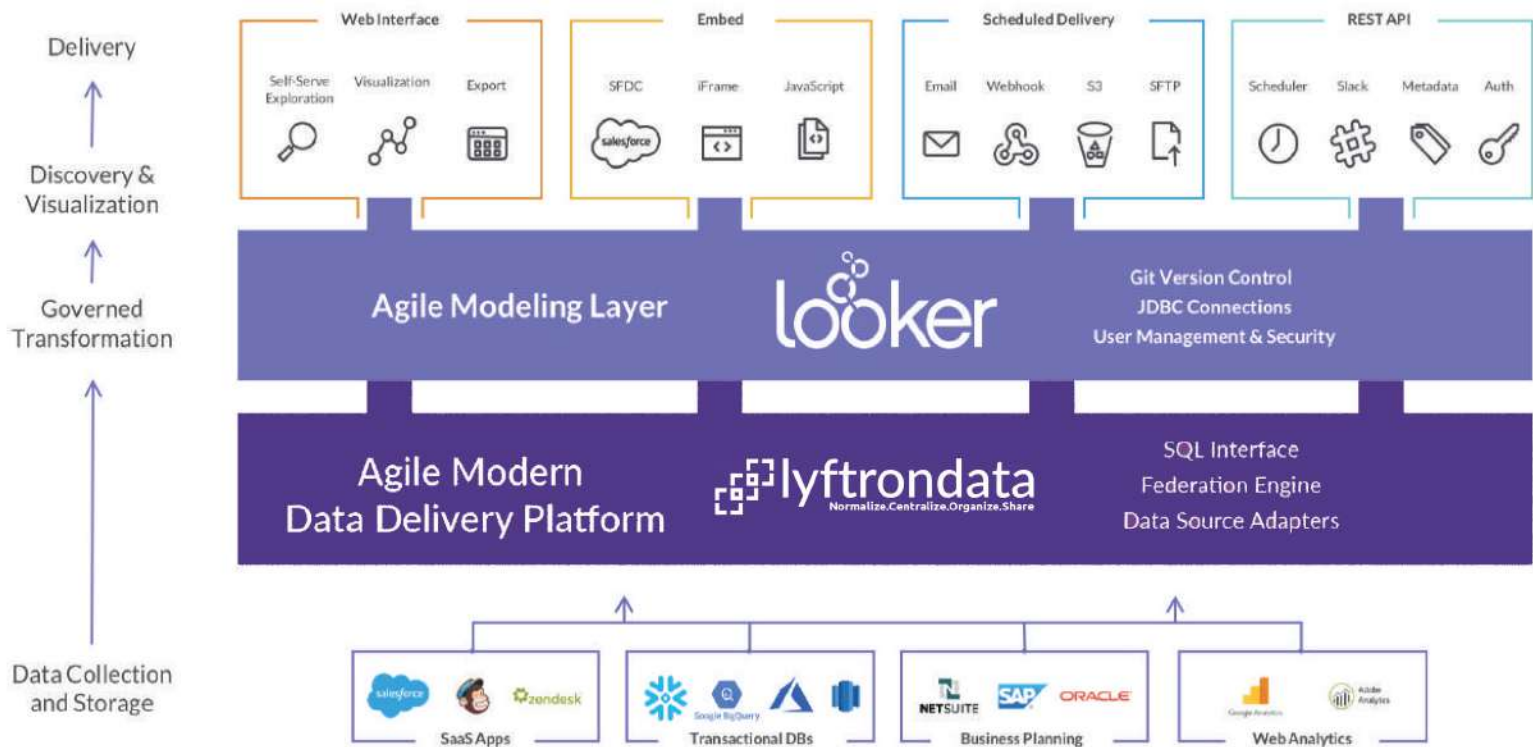 Delivery
Discovery &
Visualization
Governed
Transformation
Data Collection
and Storage
Web Interface
Self-Serve
Exploration
Visualization
Export
Embed
SFDC
iFrame
JavaScript
salesforce
Scheduled Delivery
Email
Webhook
S3
SFTP
REST API
Scheduler
Slack
Metadata
Auth
Agile Modeling Layer
looker
Git Version Control
JDBC Connections
User Management & Security
Agile Modern
Data Delivery Platform
lyftrondata
Normalize.Centralize.Organize.Share
SQL Interface
Federation Engine
Data Source Adapters
salesforce
zendesk
SaaS Apps
Google BigQuery
Transactional DBs
NETSUITE
SAP
ORACLE
Business Planning
Google Analytics
Adobe
Analytics
Web Analytics